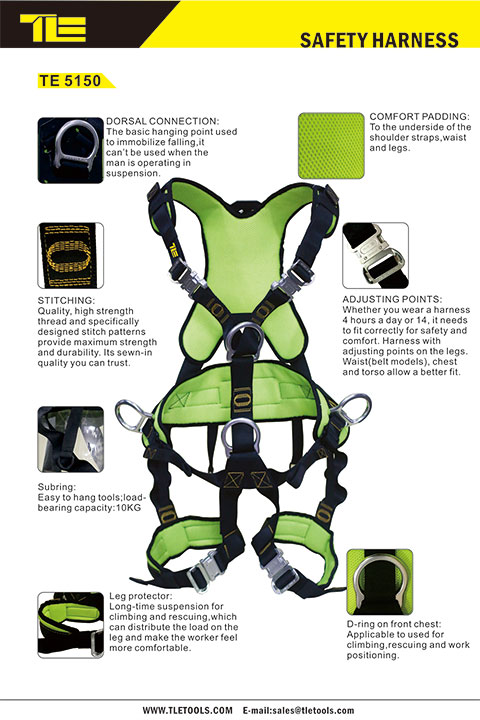 TLE
SAFETY HARNESS
TE 5150
DORSAL CONNECTION:
The basic hanging point used
to immobilize falling,it
can't be used when the
man is operating in
suspension.
COMFORT PADDING:
To the underside of the
shoulder straps,waist
and legs.
TLE
STITCHING:
Quality, high strength
thread and specifically
designed stitch patterns
provide maximum strength
and durability. Its sewn-in
quality you can trust.
ADJUSTING POINTS:
Whether you wear a harness
4 hours a day or 14, it needs
to fit correctly for safety and
comfort. Harness with
adjusting points on the legs.
Waist(belt models), chest
and torso allow a better fit.
Subring:
Easy to hang tools;load-
bearing capacity:10KG
Leg protector:
Long-time suspension for
climbing and rescuing,which
can distribute the load on the
leg and make the worker feel
more comfortable.
D-ring on front chest:
Applicable to used for
climbing,rescuing and work
positioning.
WWW.TLETOOLS.COM E-mail:sales@tletools.com